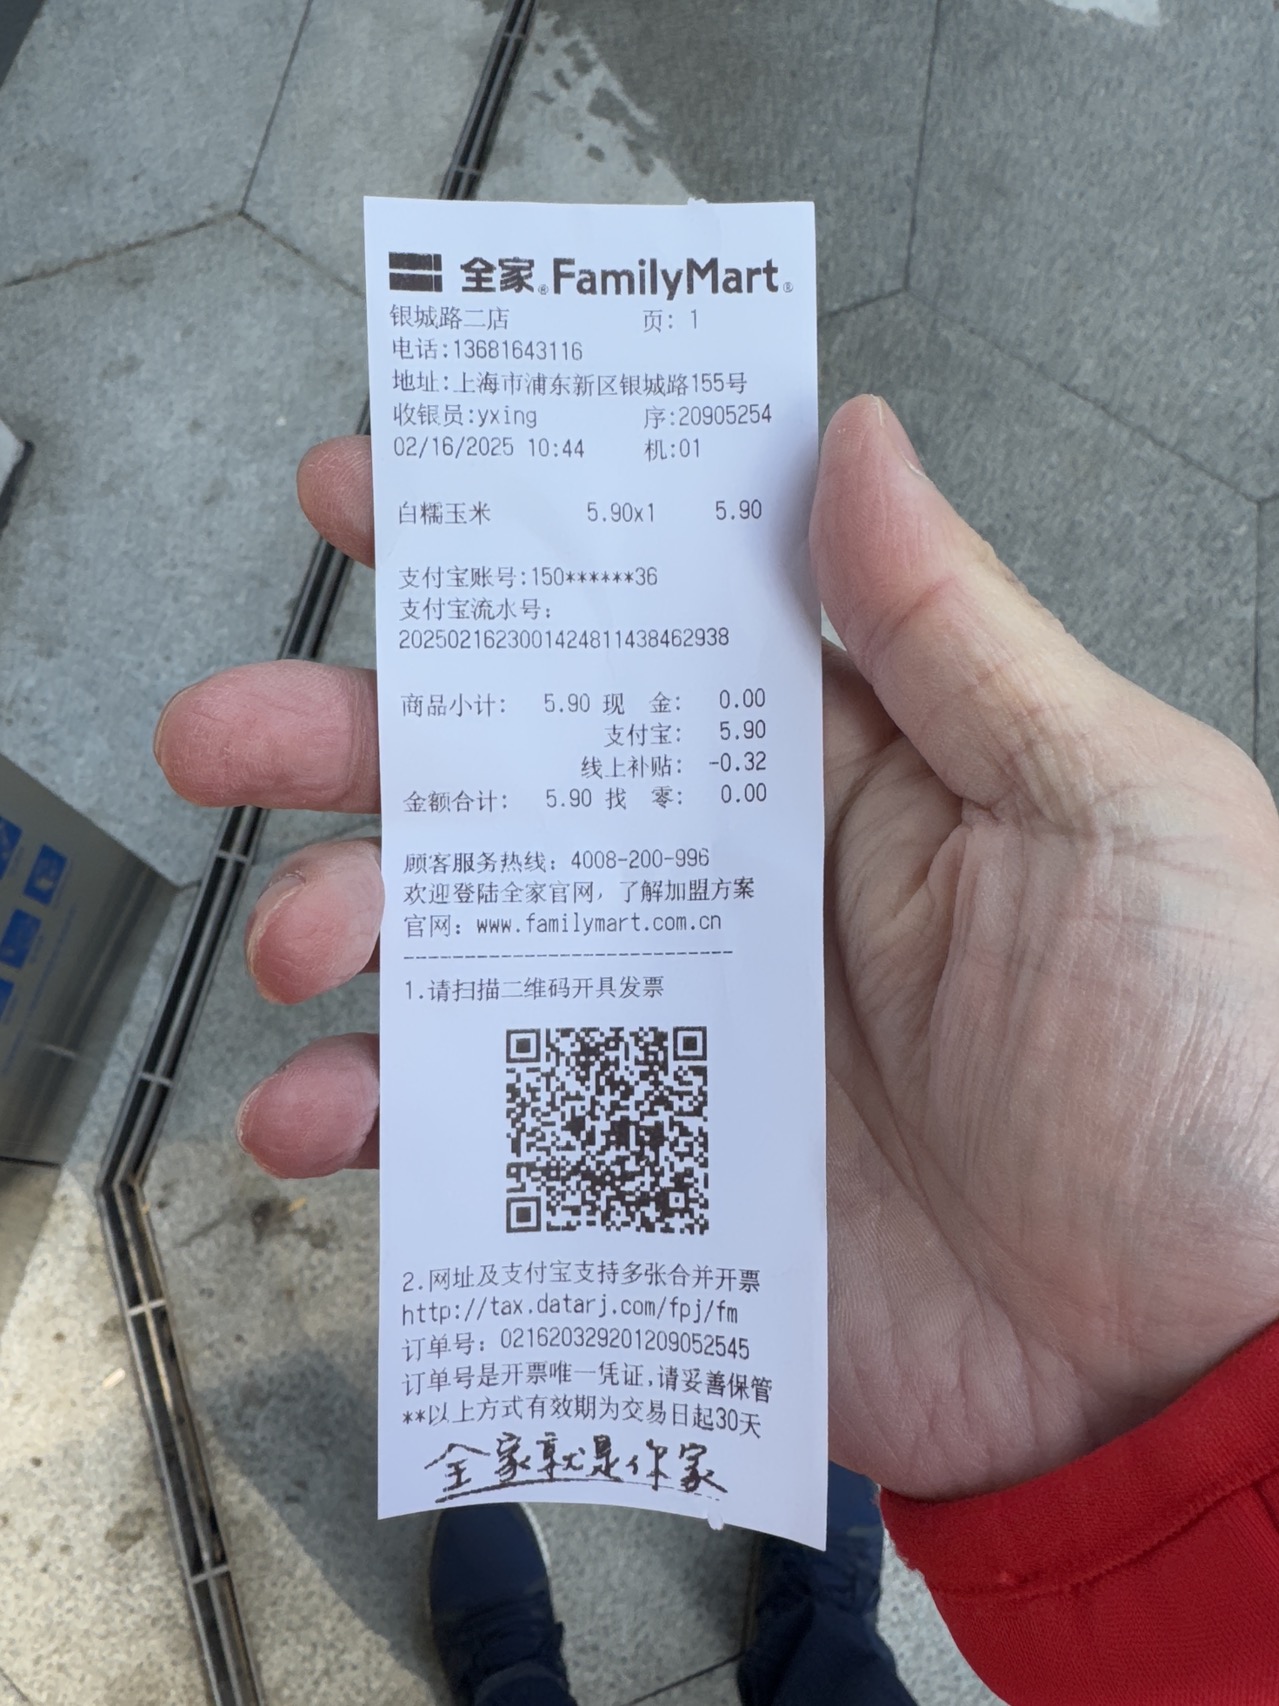 全家®FamilyMart®
银城路二店 页: 1
电话:13681643116
地址:上海市浦东新区银城路155号
收银员:yxing 序:20905254
02/16/2025 10:44 机:01
白糯玉米 5.90x1 5.90
支付宝账号:150******36
支付宝流水号:
2025021623001424811438462938
商品小计: 5.90 现 金: 0.00
支付宝: 5.90
线上补贴: -0.32
金额合计: 5.90 找 零: 0.00
顾客服务热线: 4008-200-996
欢迎登陆全家官网,了解加盟方案
官网: www.familymart.com.cn
----------------------------
1.请扫描二维码开具发票
2.网址及支付宝支持多张合并开票
http://tax.datarj.com/fpj/fm
订单号: 021620329201209052545
订单号是开票唯一凭证,请妥善保管
**以上方式有效期为交易日起30天
全家就是你家